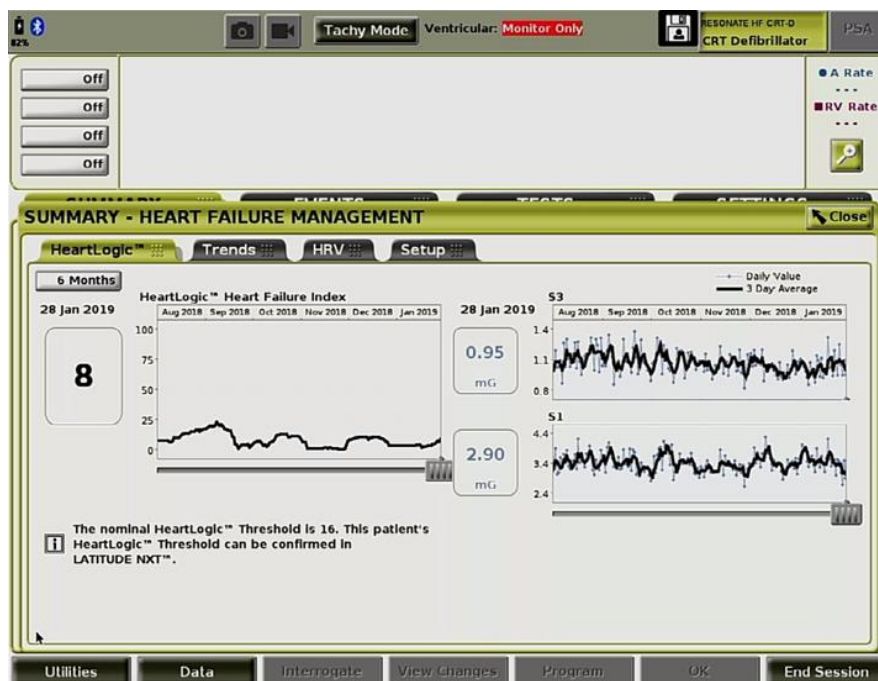 82%
Tachy Mode
Ventricular: Monitor Only
RESONATE HF CRT-D
CRT Defibrillator
PSA
Off
Off
Off
Off
A Rate
---
RV Rate
---
SUMMARY
EVENTS
TESTS
SETTINGS
SUMMARY - HEART FAILURE MANAGEMENT
Close
HeartLogic™
Trends
HRV
Setup
6 Months
28 Jan 2019
8
HeartLogic™ Heart Failure Index
Aug 2018 Sep 2018 Oct 2018 Nov 2018 Dec 2018 Jan 2019
100
75
50
25
0
Daily Value
3 Day Average
28 Jan 2019
0.95
mG
S3
Aug 2018 Sep 2018 Oct 2018 Nov 2018 Dec 2018 Jan 2019
1.4
1.1
0.8
2.90
mG
S1
4.4
3.4
2.4
i
The nominal HeartLogic™ Threshold is 16. This patient's
HeartLogic™ Threshold can be confirmed in
LATITUDE NXT™.
Utilities
Data
Interrogate
View Changes
Program
OK
End Session